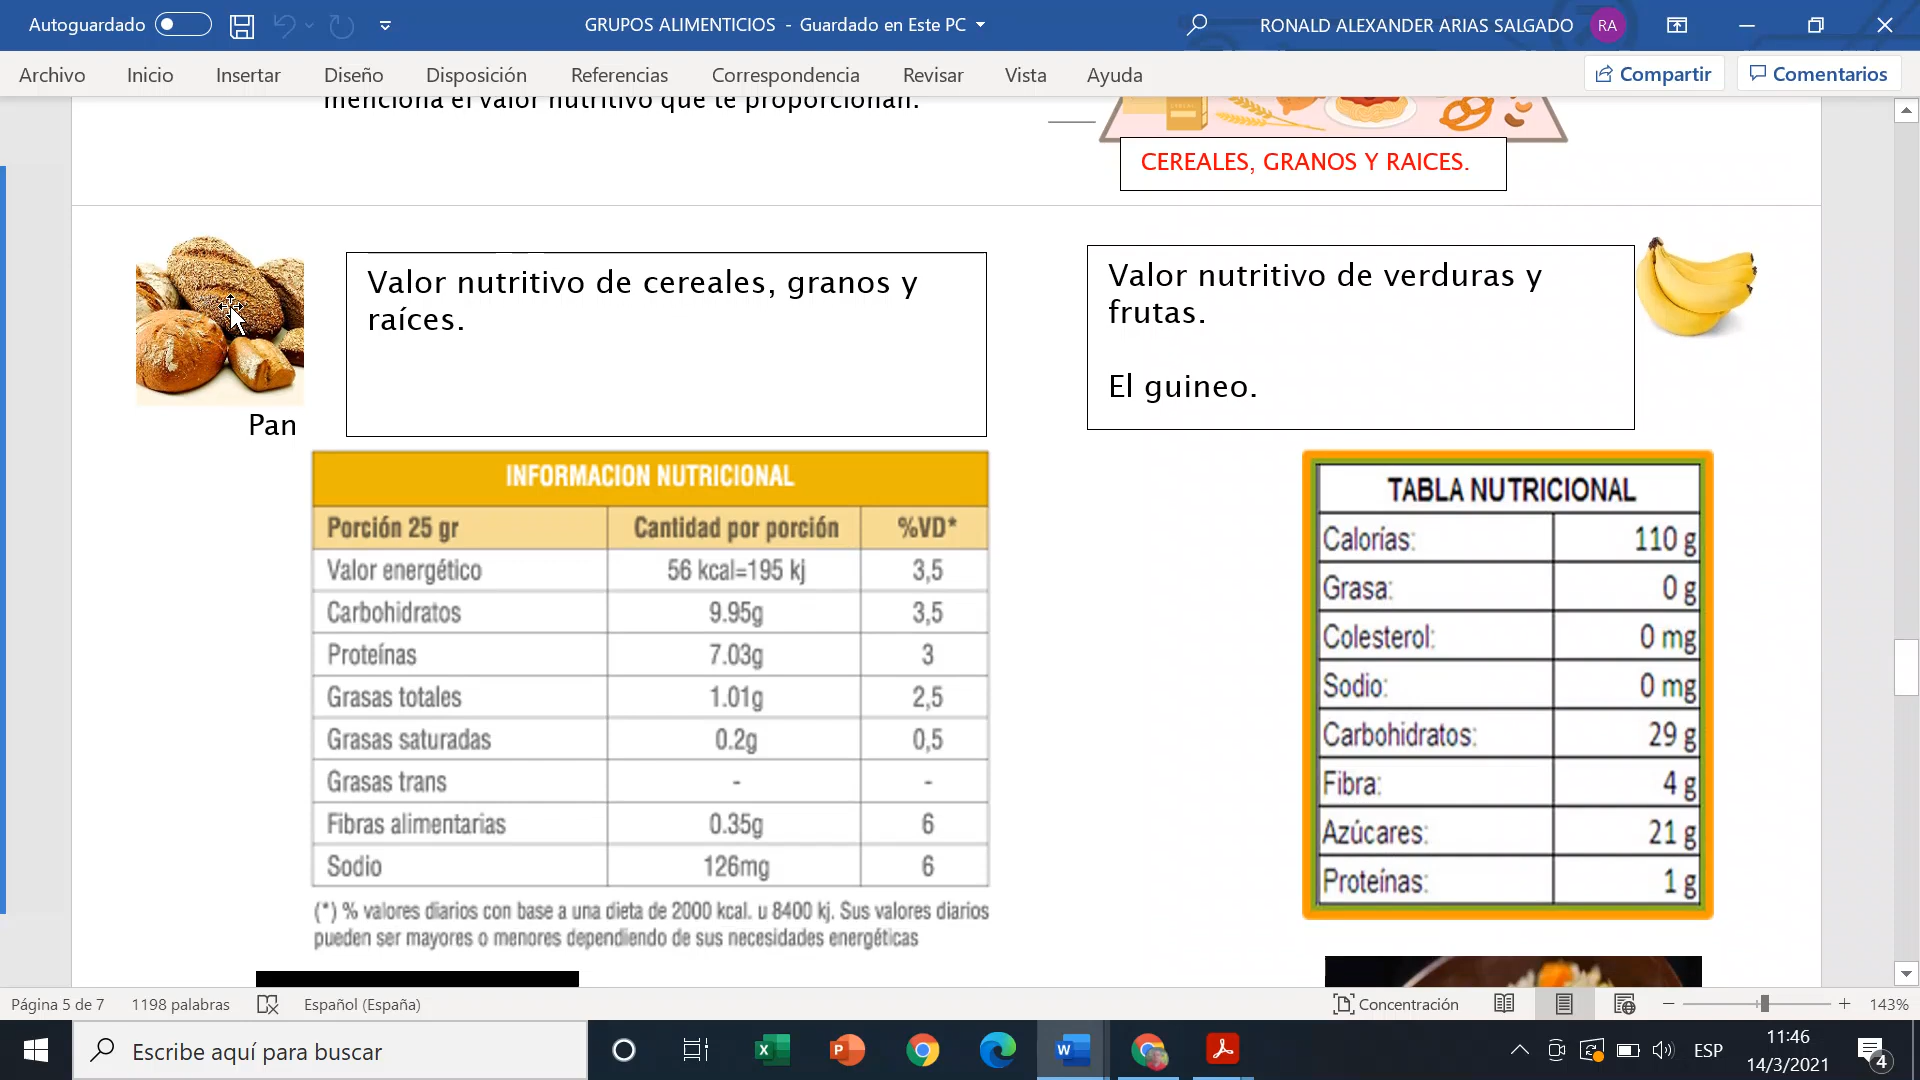 Autoguardado
GRUPOS ALIMENTICIOS - Guardado en Este PC
RONALD ALEXANDER ARIAS SALGADO
RA
Archivo Inicio Insertar Diseño Disposición Referencias Correspondencia Revisar Vista Ayuda
Compartir
Comentarios
menciona el valor nutritivo que te proporcionan.
CEREALES, GRANOS Y RAICES.
Pan
Valor nutritivo de cereales, granos y
raíces.
Valor nutritivo de verduras y
frutas.
El guineo.
INFORMACION NUTRICIONAL
Porción 25 gr Cantidad por porción %VD*
Valor energético 56 kcal=195 kj 3,5
Carbohidratos 9.95g 3,5
Proteínas 7.03g 3
Grasas totales 1.01g 2,5
Grasas saturadas 0.2g 0,5
Grasas trans - -
Fibras alimentarias 0.35g 6
Sodio 126mg 6
(*) % valores diarios con base a una dieta de 2000 kcal. u 8400 kj. Sus valores diarios
pueden ser mayores o menores dependiendo de sus necesidades energéticas
TABLA NUTRICIONAL
Calorías: 110 g
Grasa: 0 g
Colesterol: 0 mg
Sodio: 0 mg
Carbohidratos: 29 g
Fibra: 4 g
Azúcares: 21 g
Proteínas: 1 g
Página 5 de 7 1198 palabras Español (España) Concentración 143%
Escribe aquí para buscar
ESP
11:46
14/3/2021
4